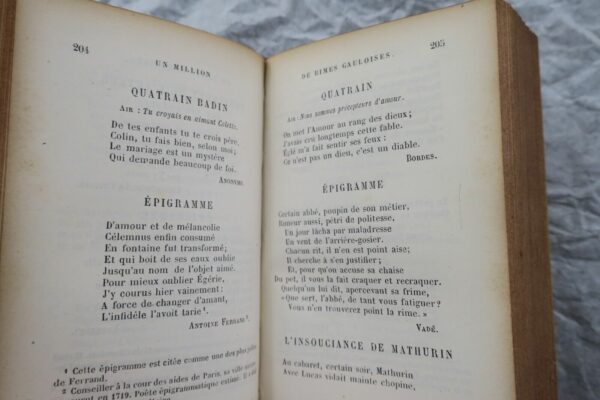 204
UN MILLION
QUATRAIN BADIN
AIR : Tu croyais en aimant Colette.
De tes enfants tu te crois père,
Colin, tu fais bien, selon moi;
Le mariage est un mystère
Qui demande beaucoup de foi.
ANONYME.
ÉPIGRAMME
D'amour et de mélancolie
Célemnus enfin consumé
En fontaine fut transformé;
Et qui boit de ses eaux oublie
Jusqu'au nom de l'objet aimé.
Pour mieux oublier Égérie,
J'y courus hier vainement :
A force de changer d'amant,
L'infidèle l'avoit tarie¹.
ANTOINE FERRAND².
1 Cette épigramme est citée comme une des plus
de Ferrand.
2 Conseiller à la cour des aides de Paris, sa ville
mort en 1719. Poëte épigrammatique estimé. Il a
205
DE RIMES GAULOISES.
QUATRAIN
AIR : Nous sommes précepteurs d'amour.
On met l'Amour au rang des dieux;
J'avais cru longtemps cette fable.
Églé m'a fait sentir ses feux :
Ce n'est pas un dieu, c'est un diable.
BORDES.
ÉPIGRAMME
Certain abbé, poupin de son métier,
Rimeur aussi, pétri de politesse,
Un jour lâcha par maladresse
Un vent de l'arrière-gosier.
Chacun rit, il n'en est point aise;
Il cherche à s'en justifier;
Et, pour qu'on accuse sa chaise
Du pet, il vous la fait craquer et recraquer.
Quelqu'un lui dit, apercevant sa frime,
« Que sert, l'abbé, de tant vous fatiguer?
Vous n'en trouverez point la rime. »
VADÉ.
L'INSOUCIANCE DE MATHURIN
Au cabaret, certain soir, Mathurin
Avec Lucas vidait mainte chopine,